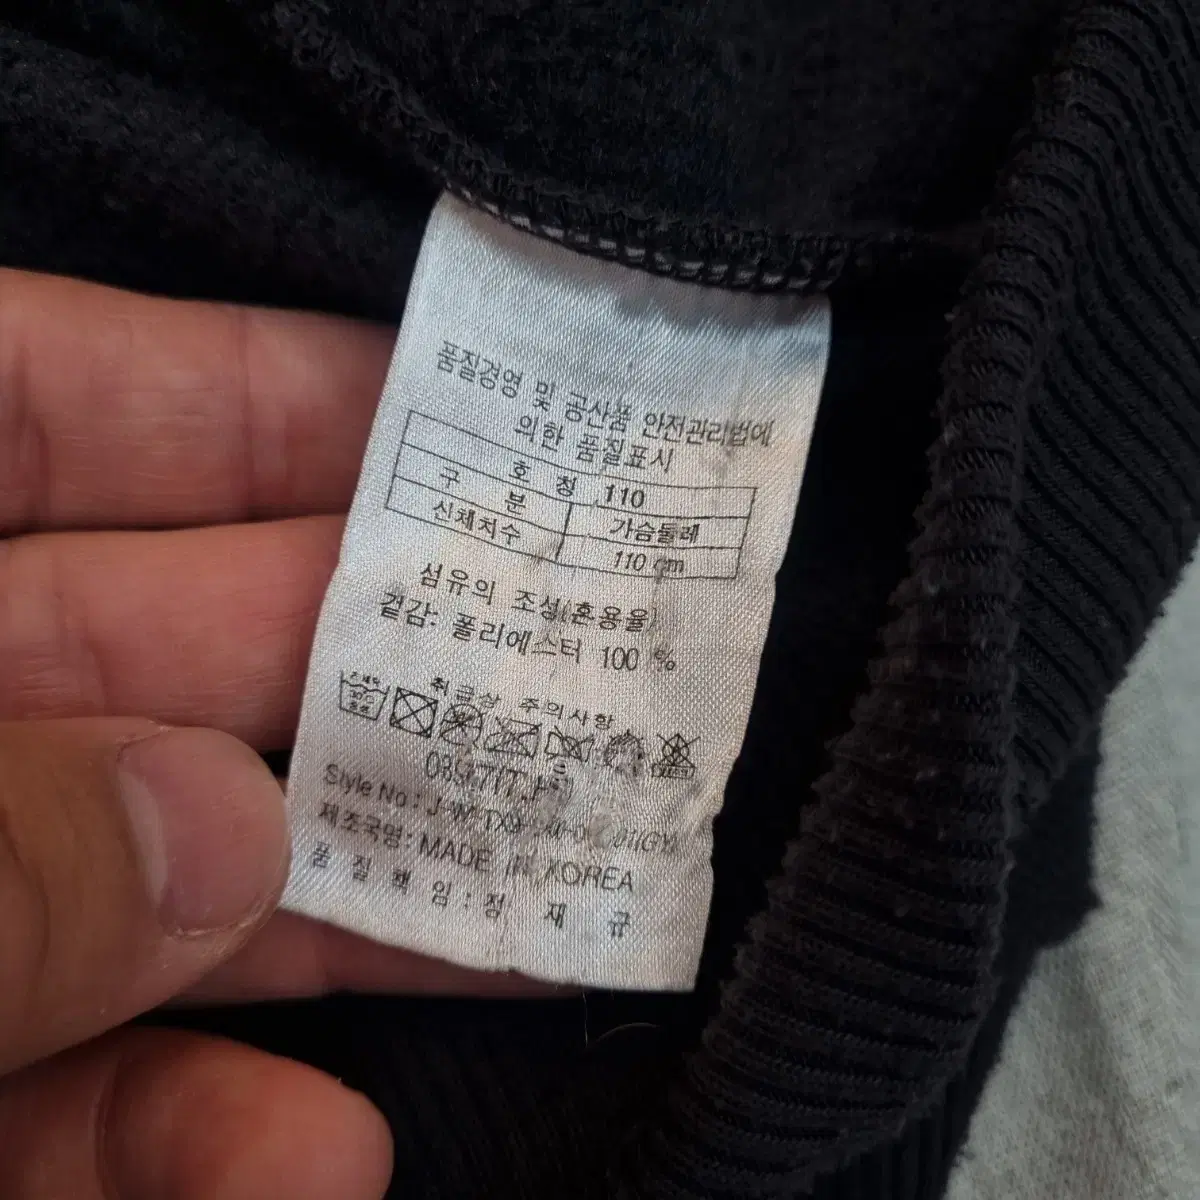 품질경영 및 공산품 안전관리법에
의한 품질표시
호 칭 110
구 분 가슴둘레
신체치수 110 cm
섬유의 조성(혼용율)
겉감: 폴리에스터 100 %
취급상 주의사항
Style No:
제조국명: MADE IN KOREA
품 질 책 임 : 정 재 규